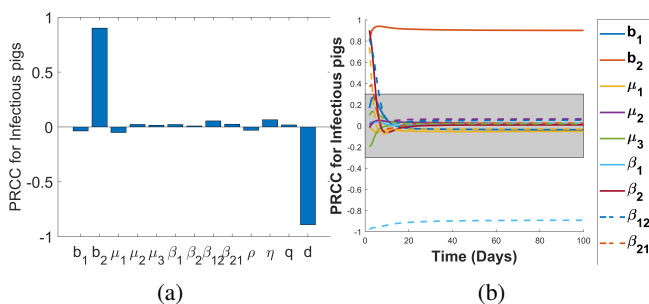 PRCC for Infectious pigs
1
0.5
0
-0.5
-1
b₁ b₂ μ₁ μ₂ μ₃ β₁ β₂ β₁₂ β₂₁ ρ η q d
(a)
PRCC for Infectious pigs
1
0.8
0.6
0.4
0.2
0
-0.2
-0.4
-0.6
-0.8
-1
0 20 40 60 80 100
Time (Days)
(b)
b₁
b₂
μ₁
μ₂
μ₃
β₁
β₂
β₁₂
β₂₁